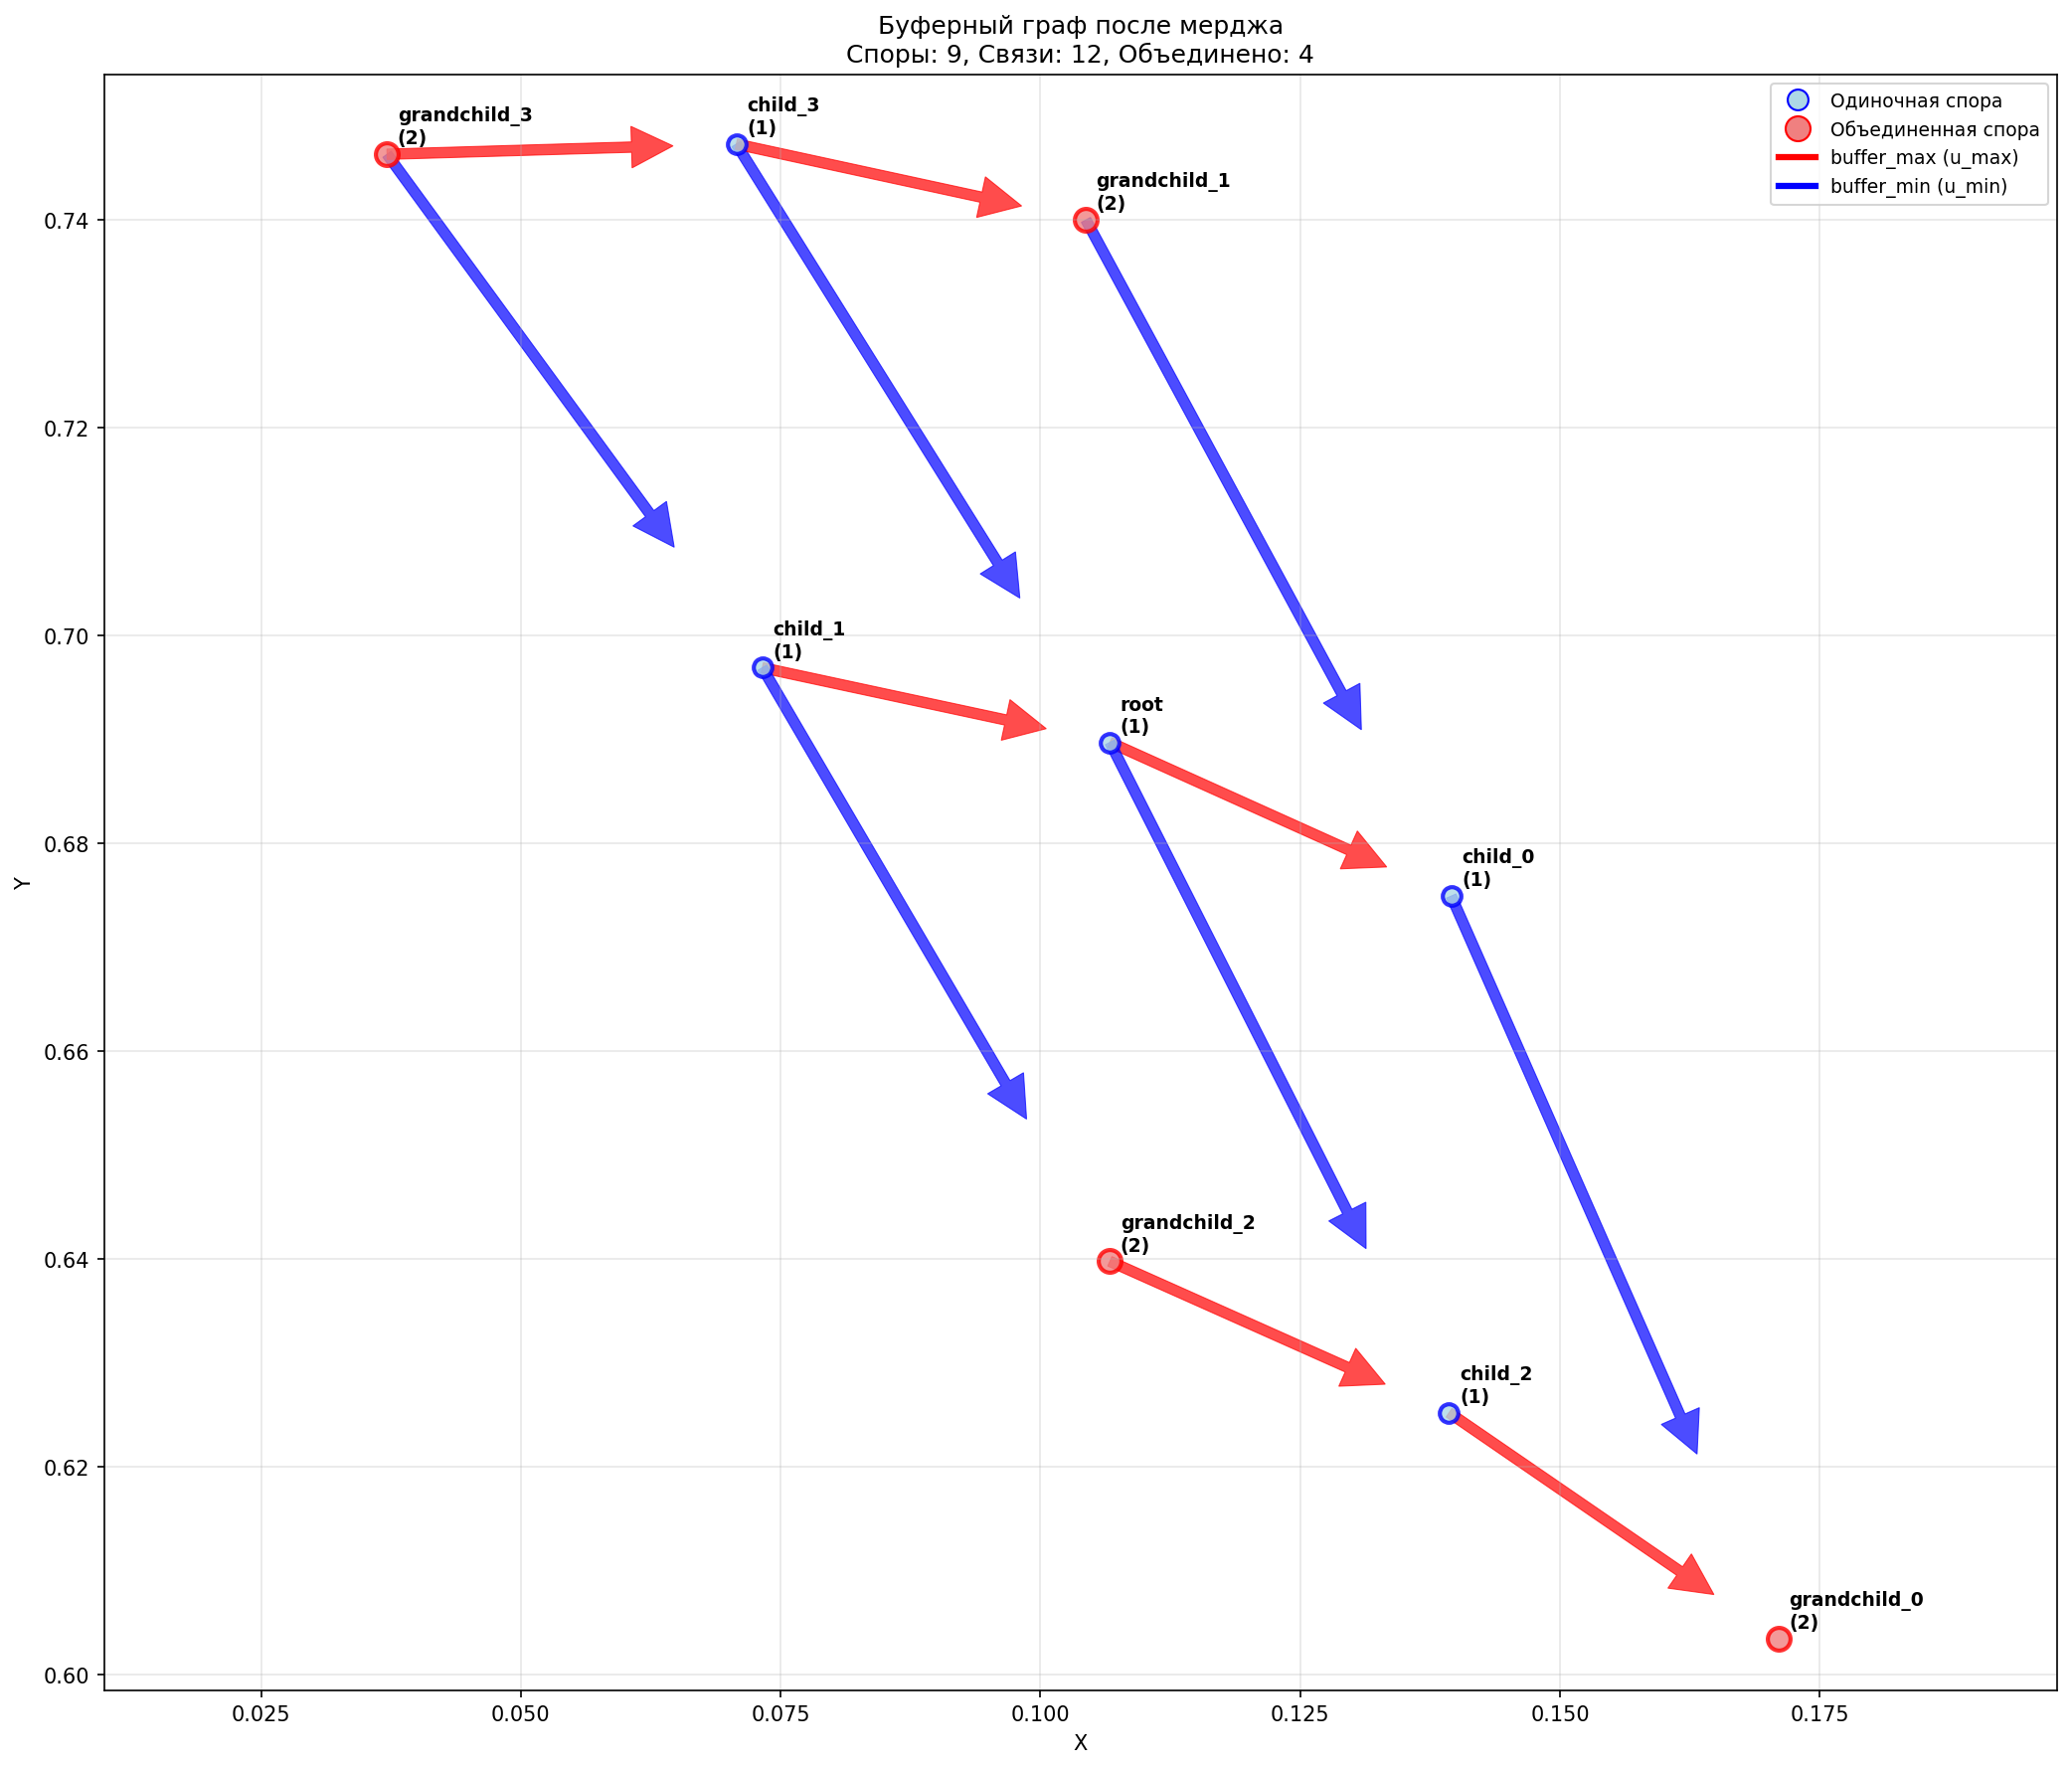 Буферный граф после мерджа
Споры: 9, Связи: 12, Объединено: 4
Одиночная спора
Объединенная спора
buffer_max (u_max)
buffer_min (u_min)
grandchild_3
(2)
child_3
(1)
grandchild_1
(2)
child_1
(1)
root
(1)
child_0
(1)
grandchild_2
(2)
child_2
(1)
grandchild_0
(2)
Y
0.74
0.72
0.70
0.68
0.66
0.64
0.62
0.60
0.025 0.050 0.075 0.100 0.125 0.150 0.175
X